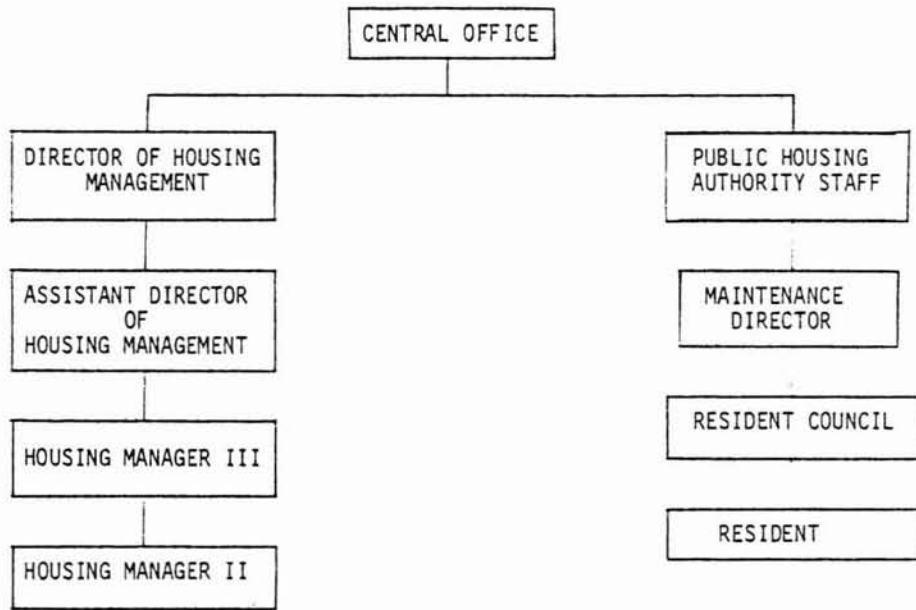 CENTRAL OFFICE
DIRECTOR OF HOUSING
MANAGEMENT
ASSISTANT DIRECTOR
OF
HOUSING MANAGEMENT
HOUSING MANAGER III
HOUSING MANAGER II
PUBLIC HOUSING
AUTHORITY STAFF
MAINTENANCE
DIRECTOR
RESIDENT COUNCIL
RESIDENT